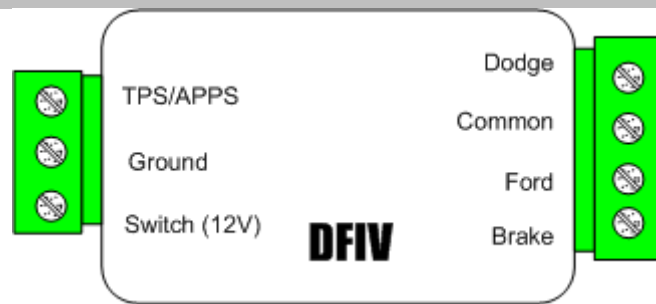 TPS/APPS
Ground
Switch (12V)
DFIV
Dodge
Common
Ford
Brake